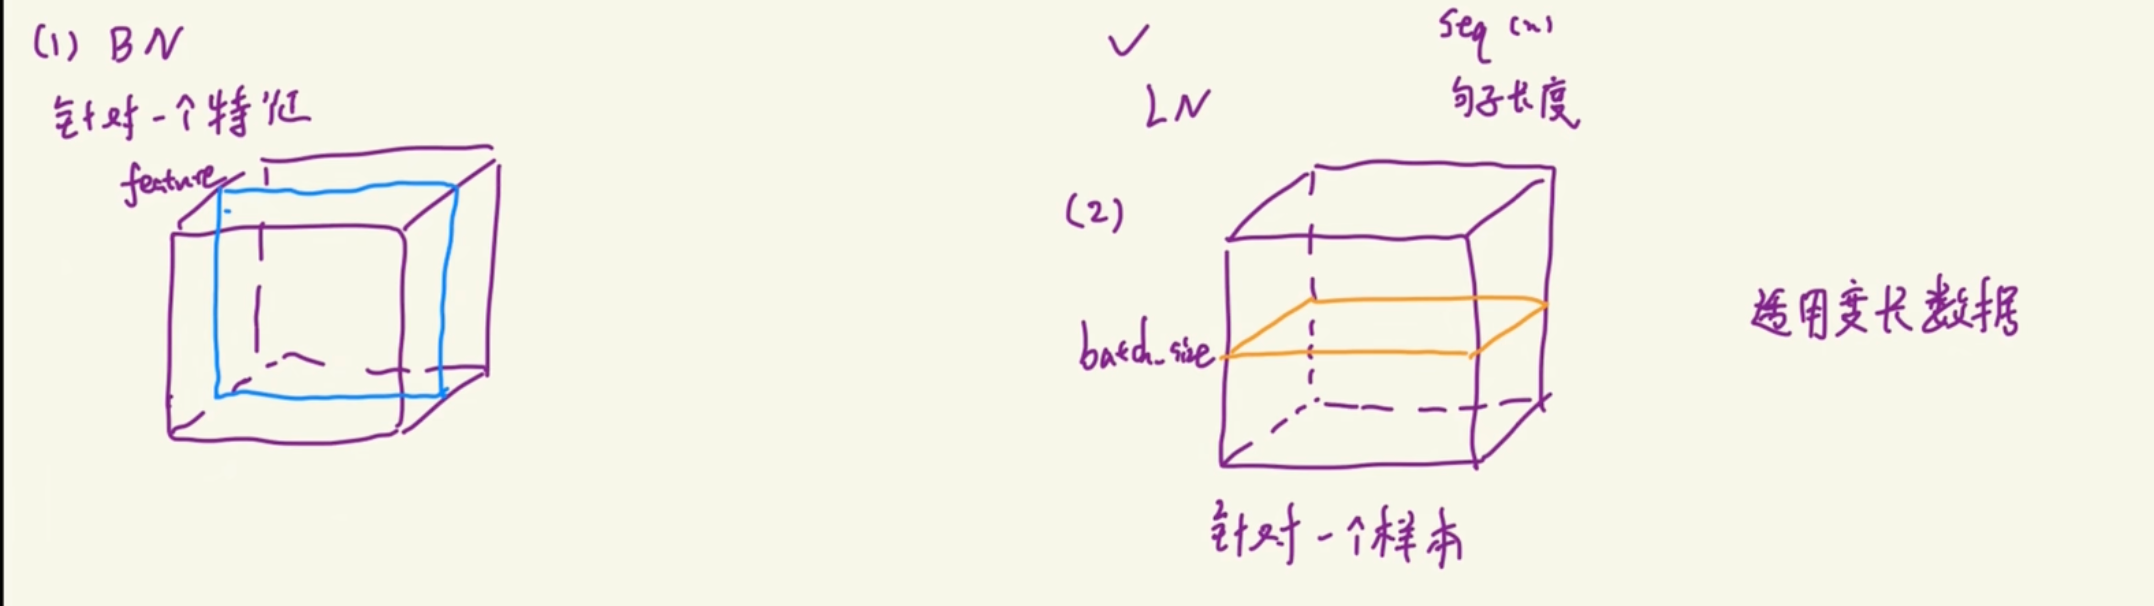 (1) BN
针对一个特征
feature
✓
LN
seq (n)
句子长度
(2)
batch_size
适用变长数据
针对一个样本